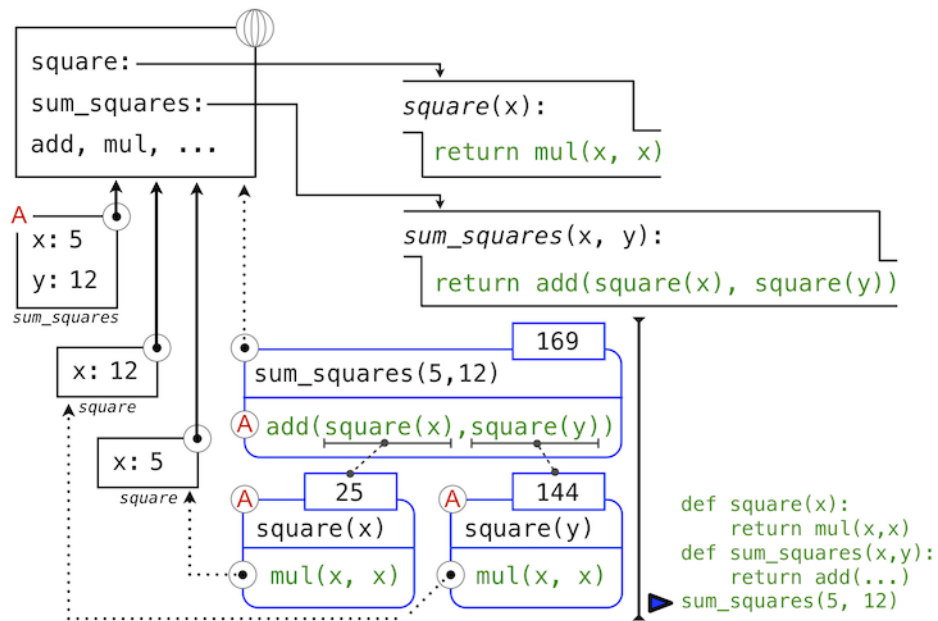 square:
sum_squares:
add, mul, ...
square(x):
return mul(x, x)
sum_squares(x, y):
return add(square(x), square(y))
A
x: 5
y: 12
sum_squares
x: 12
square
x: 5
square
169
sum_squares(5,12)
A
add(square(x),square(y))
A
25
square(x)
mul(x, x)
A
144
square(y)
mul(x, x)
def square(x):
return mul(x,x)
def sum_squares(x,y):
return add(...)
sum_squares(5, 12)